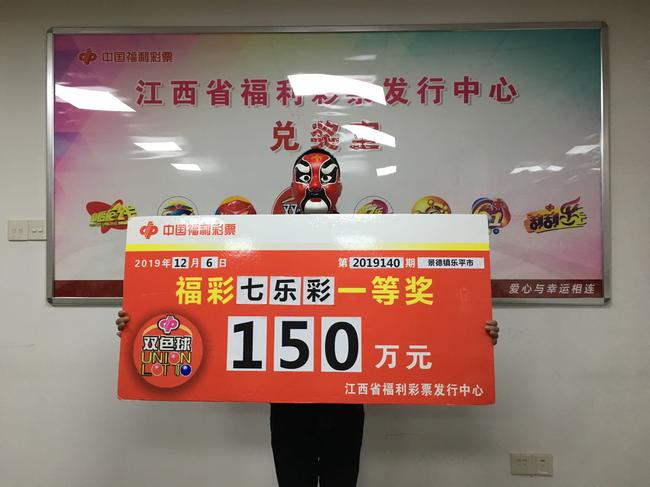 中国福利彩票
江西省福利彩票发行中心
兑奖室
中国福利彩票
2019年12月6日
第2019140期 景德镇乐平市
福彩七乐彩一等奖
双色球
UNION
LOTTO
150万元
江西省福利彩票发行中心
爱心与幸运相连